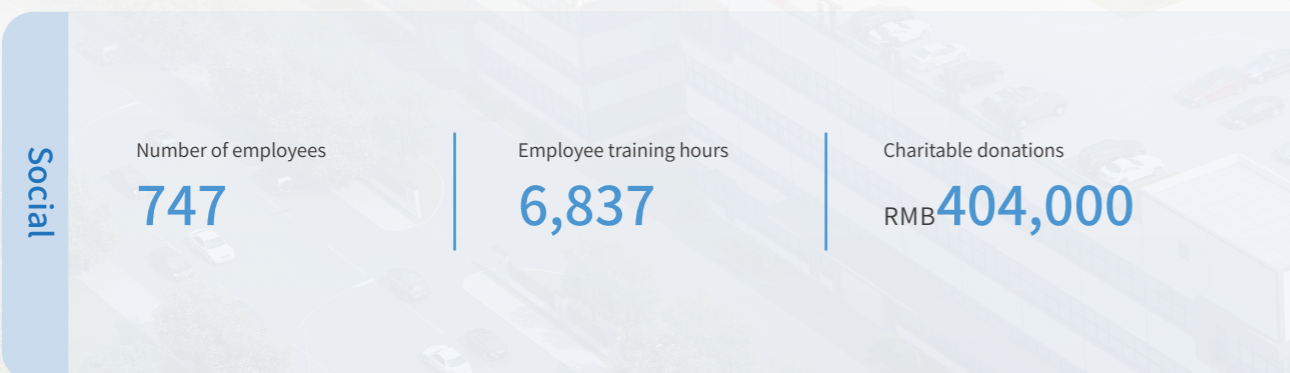 Social
Number of employees
747
Employee training hours
6,837
Charitable donations
RMB404,000